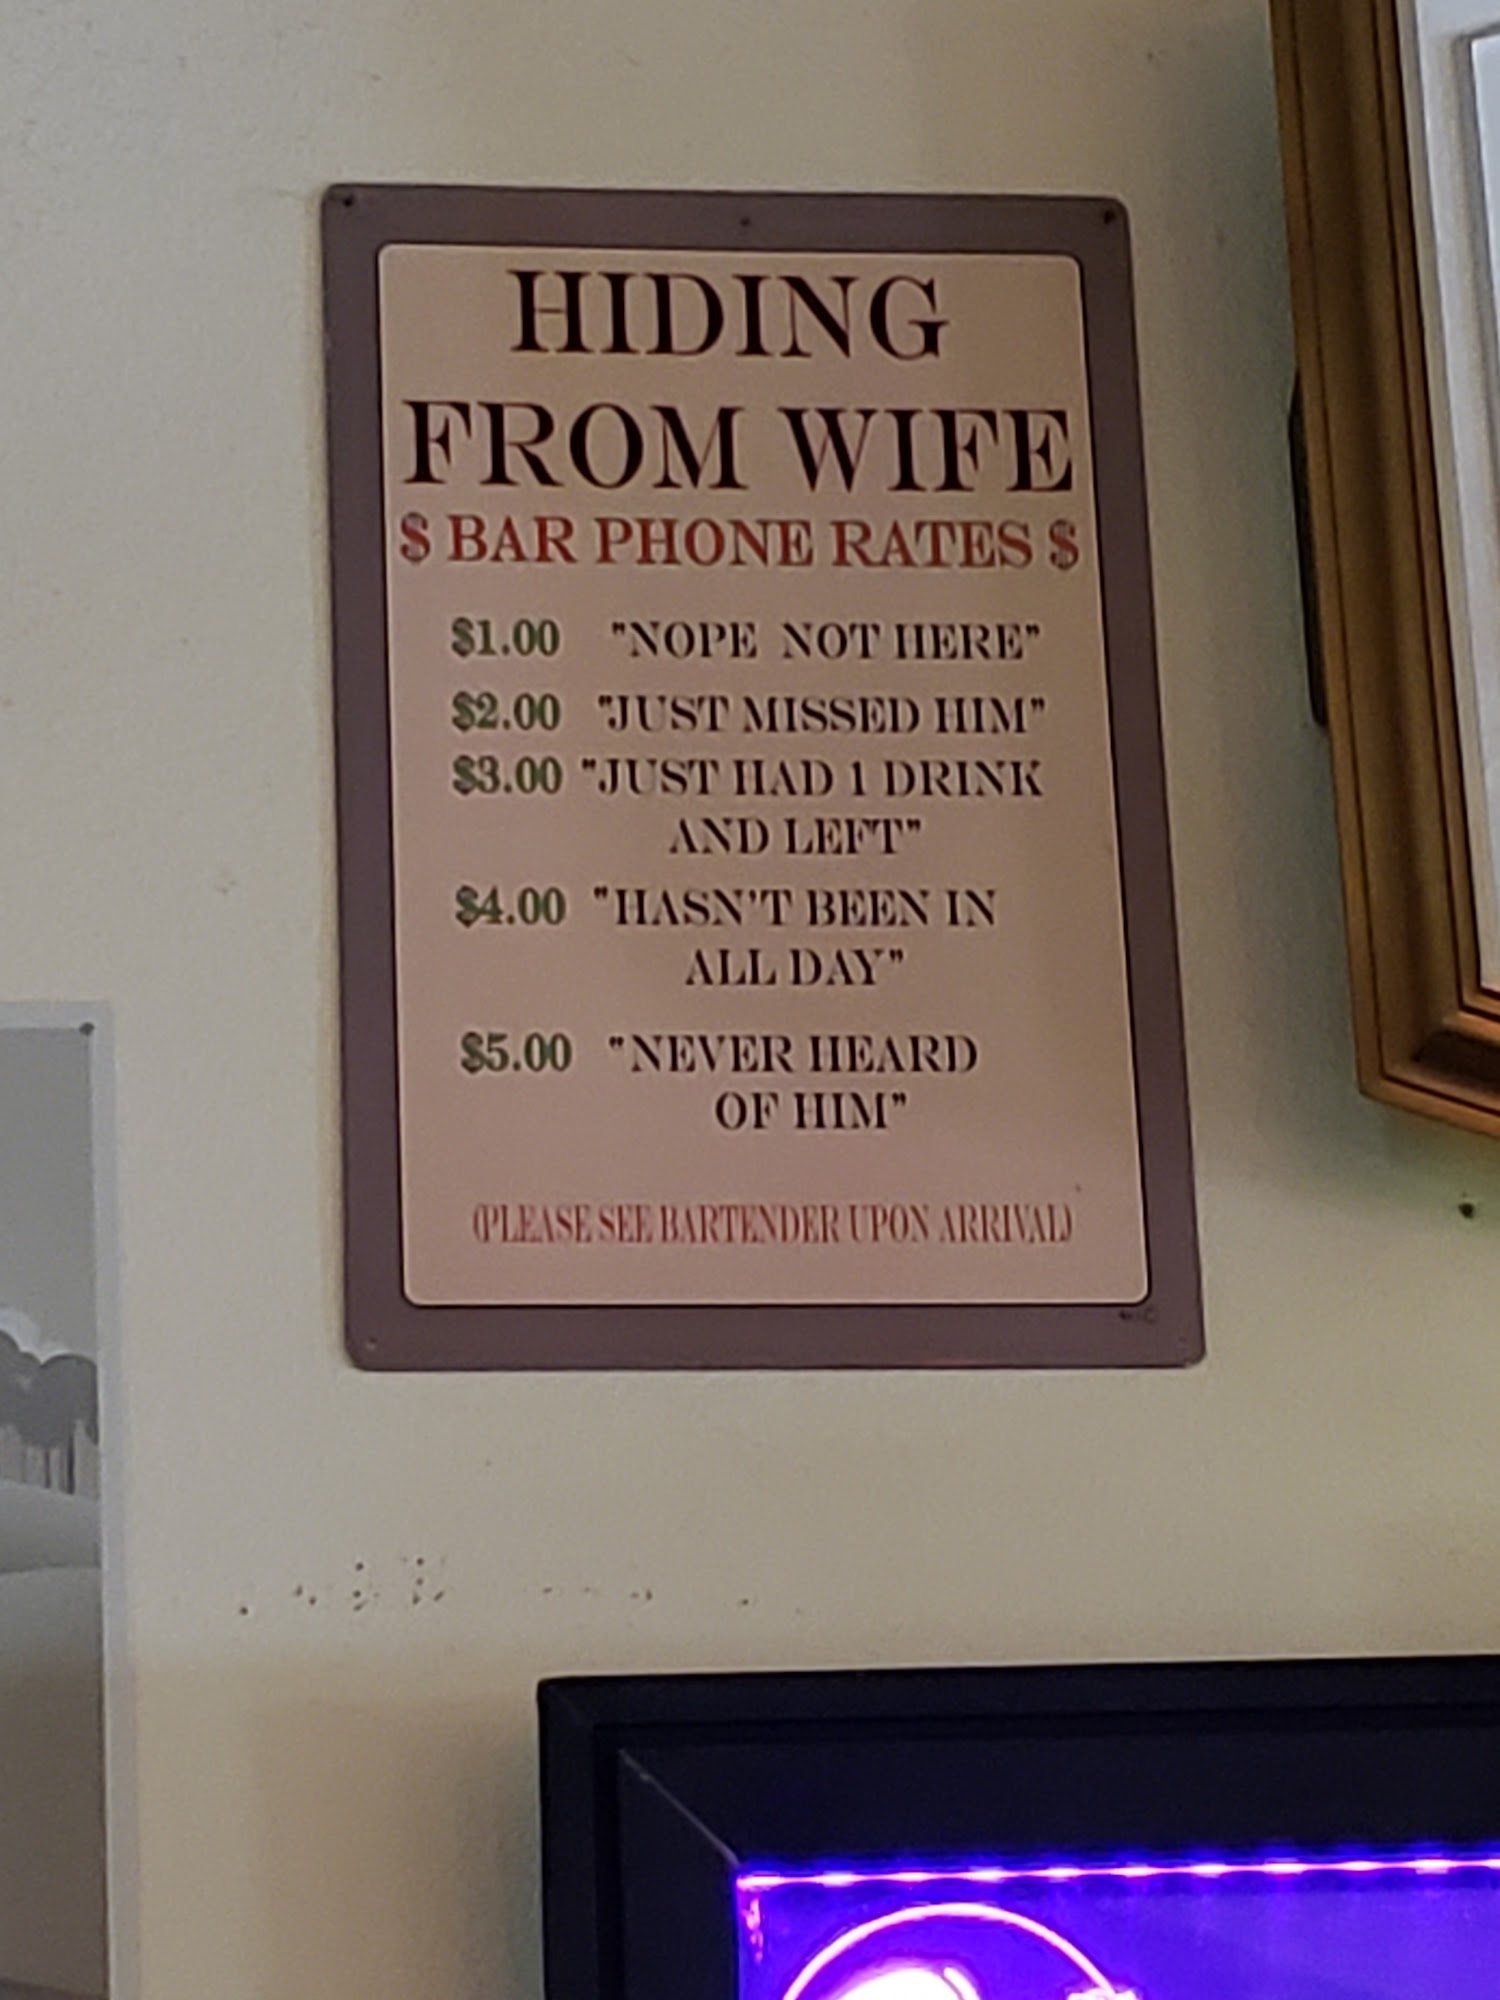 HIDING
FROM WIFE
$ BAR PHONE RATES $
$1.00 "NOPE NOT HERE"
$2.00 "JUST MISSED HIM"
$3.00 "JUST HAD 1 DRINK
AND LEFT"
$4.00 "HASN'T BEEN IN
ALL DAY"
$5.00 "NEVER HEARD
OF HIM"
(PLEASE SEE BARTENDER UPON ARRIVAL)